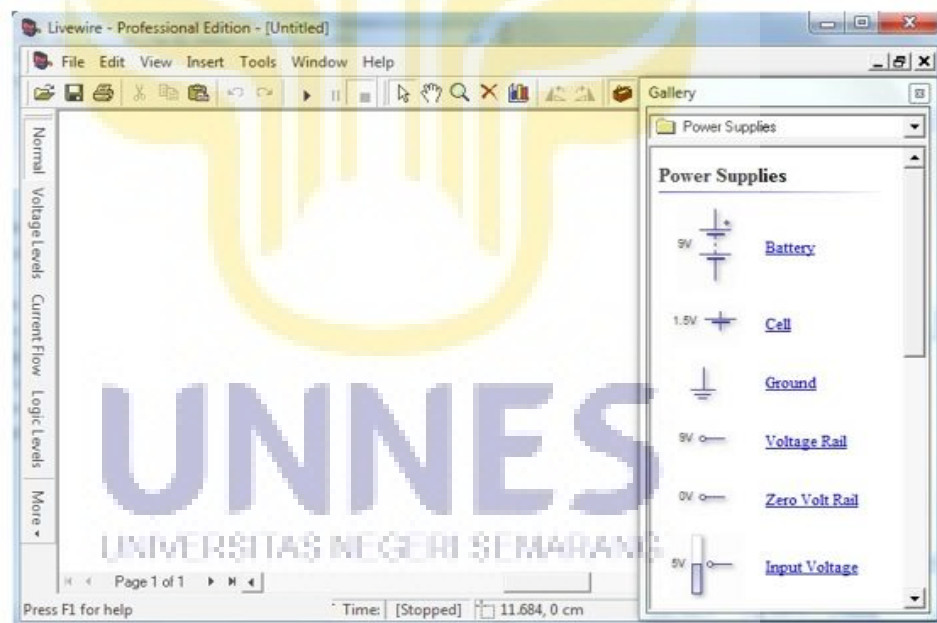 Livewire - Professional Edition - [Untitled]
File Edit View Insert Tools Window Help
Gallery
Power Supplies
Power Supplies
9V Battery
1.5V Cell
Ground
9V Voltage Rail
0V Zero Volt Rail
5V Input Voltage
Normal
Voltage Levels
Current Flow
Logic Levels
More
UNNES
UNIVERSITAS NEGERI SEMARANG
Page 1 of 1
Press F1 for help
Time: [Stopped] 11.684, 0 cm